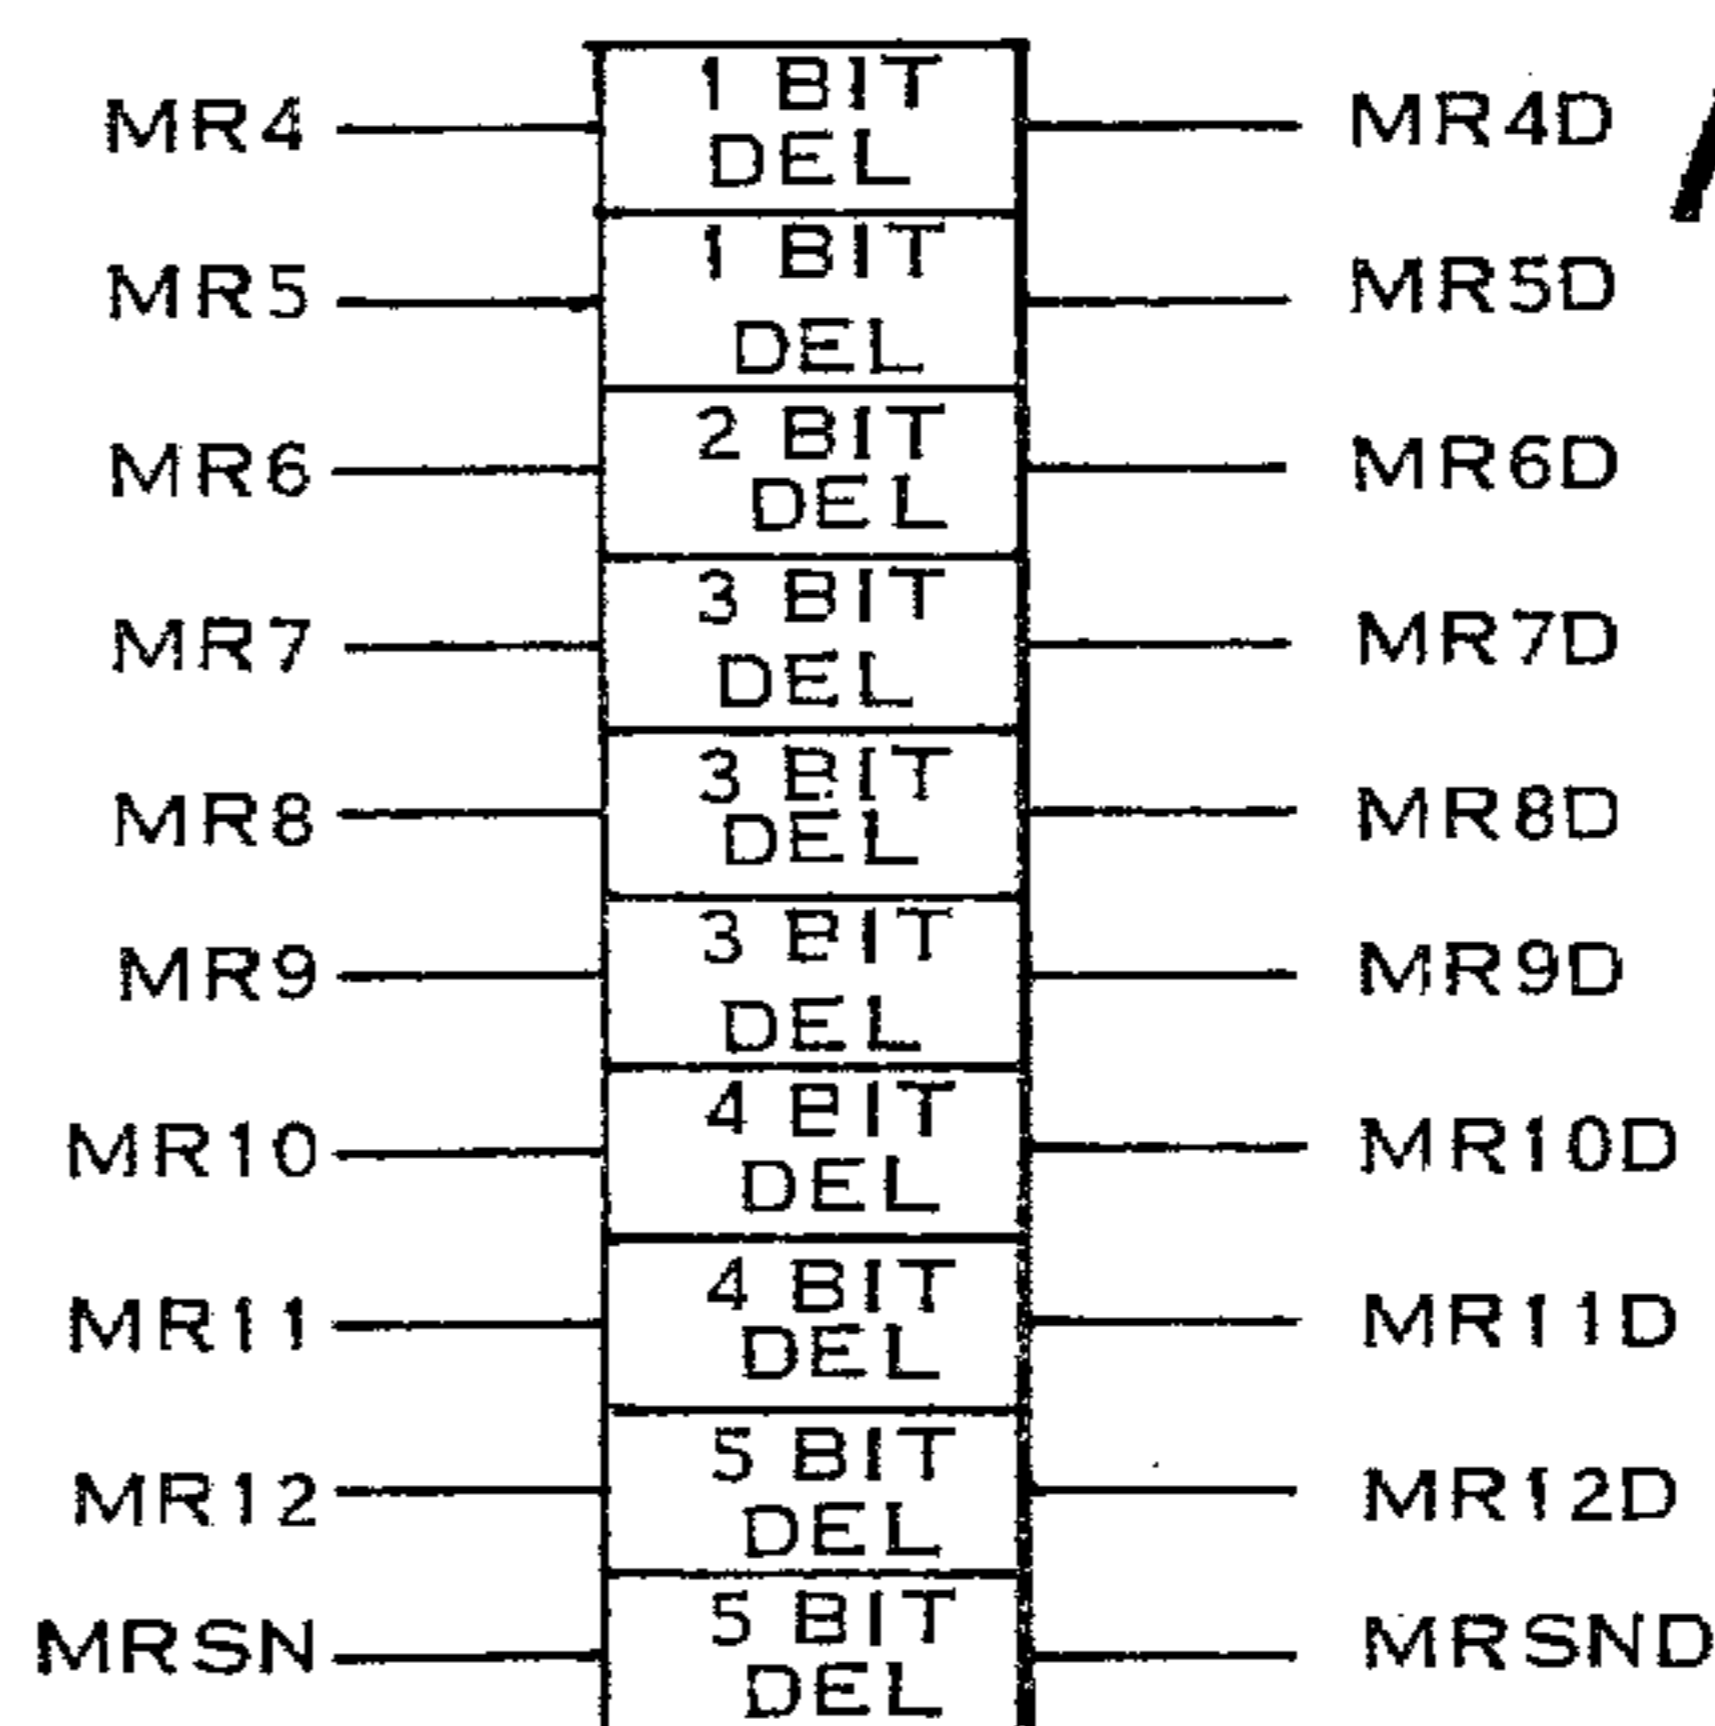 MR4 1 BIT DEL MR4D
MR5 1 BIT DEL MR5D
MR6 2 BIT DEL MR6D
MR7 3 BIT DEL MR7D
MR8 3 BIT DEL MR8D
MR9 3 BIT DEL MR9D
MR10 4 BIT DEL MR10D
MR11 4 BIT DEL MR11D
MR12 5 BIT DEL MR12D
MRSN 5 BIT DEL MRSND